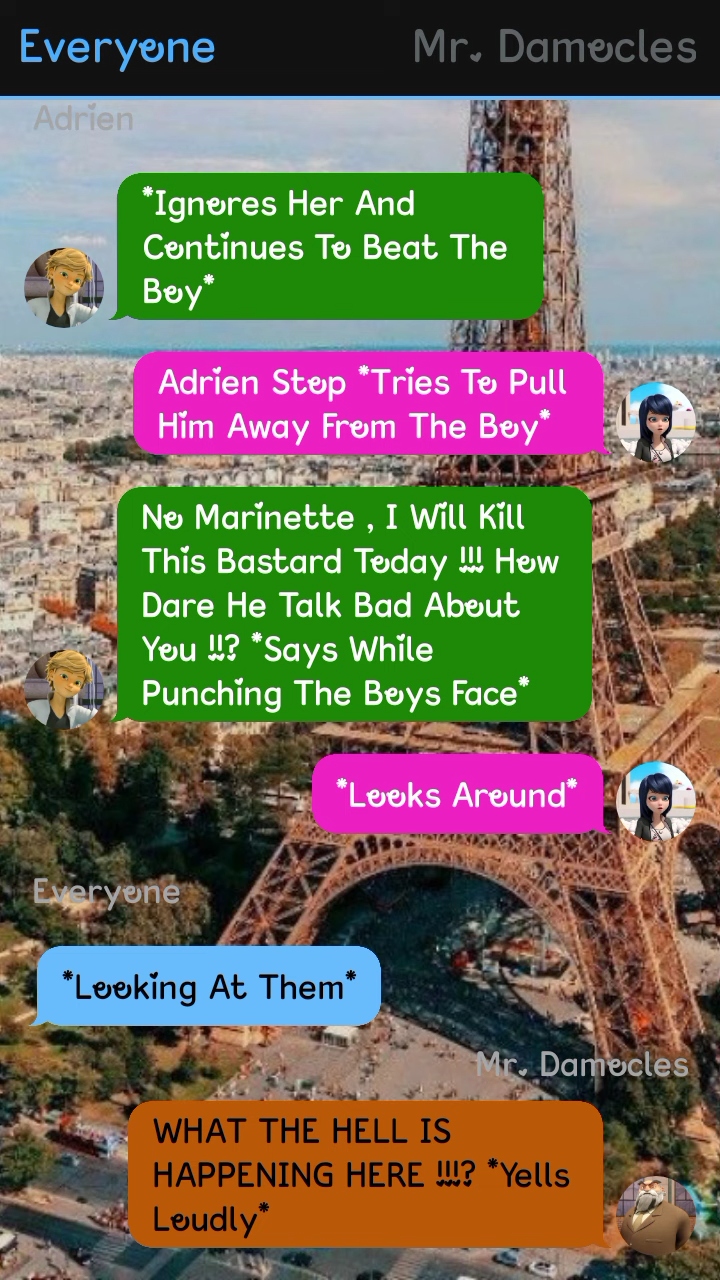 Everyone
Mr. Damocles
Adrien
*Ignores Her And
Continues To Beat The
Boy*
Adrien Stop *Tries To Pull
Him Away From The Boy*
No Marinette , I Will Kill
This Bastard Today !!! How
Dare He Talk Bad About
You !!? *Says While
Punching The Boys Face*
*Looks Around*
Everyone
*Looking At Them*
Mr. Damocles
WHAT THE HELL IS
HAPPENING HERE !!!? *Yells
Loudly*